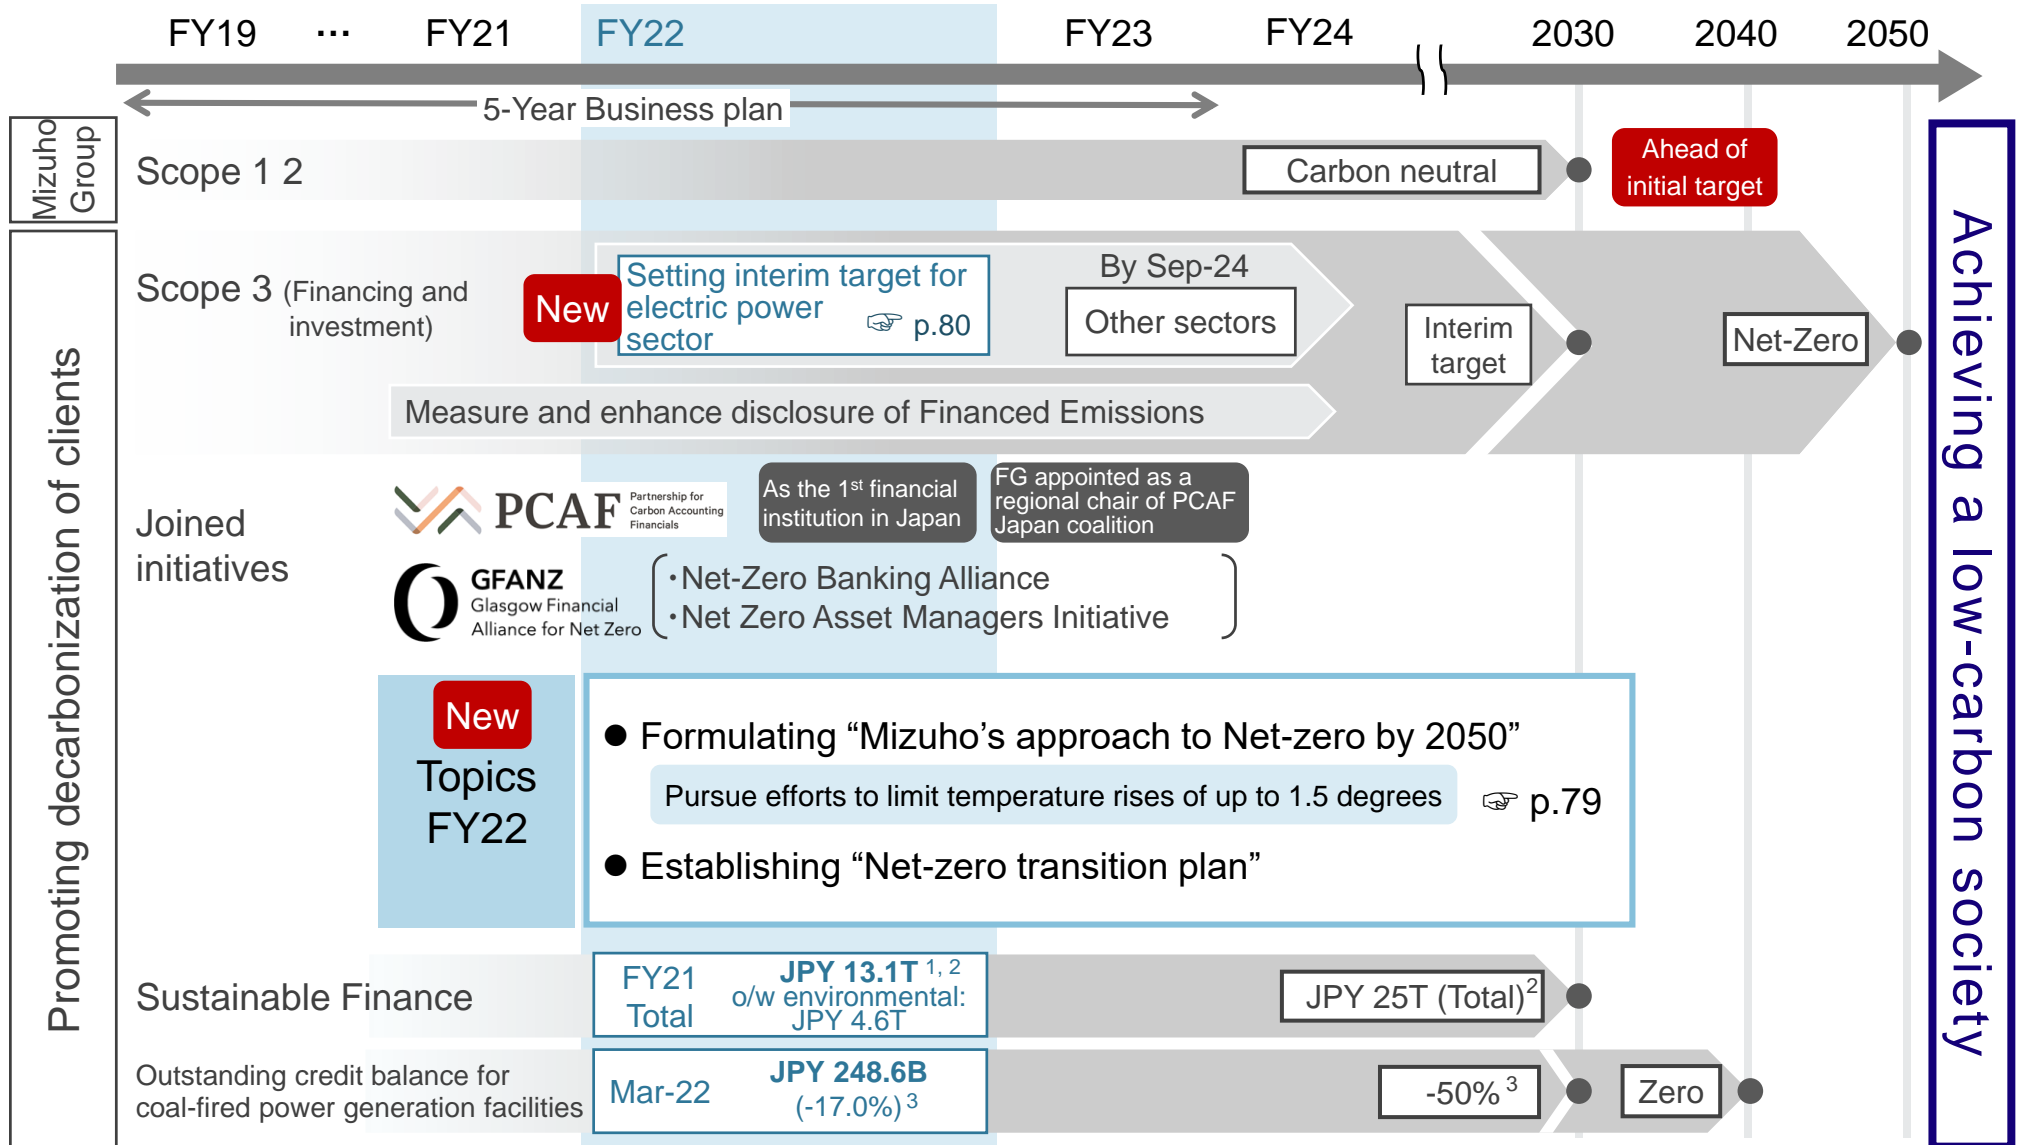 FY19 ... FY21 FY22 FY23 FY24 2030 2040 2050
5-Year Business plan
Mizuho
Group
Scope 1 2
Carbon neutral
Ahead of
initial target
Promoting decarbonization of clients
Scope 3 (Financing and
investment)
New
Setting interim target for
electric power
sector
☞ p.80
By Sep-24
Other sectors
Interim
target
Net-Zero
Measure and enhance disclosure of Financed Emissions
Joined
initiatives
PCAF
Partnership for
Carbon Accounting
Financials
As the 1st financial
institution in Japan
FG appointed as a
regional chair of PCAF
Japan coalition
GFANZ
Glasgow Financial
Alliance for Net Zero
・Net-Zero Banking Alliance
・Net Zero Asset Managers Initiative
New
Topics
FY22
● Formulating “Mizuho’s approach to Net-zero by 2050”
Pursue efforts to limit temperature rises of up to 1.5 degrees
☞ p.79
● Establishing “Net-zero transition plan”
Sustainable Finance
FY21
Total
JPY 13.1T 1, 2
o/w environmental:
JPY 4.6T
JPY 25T (Total)2
Outstanding credit balance for
coal-fired power generation facilities
Mar-22
JPY 248.6B
(-17.0%) 3
-50% 3
Zero
Achieving a low-carbon society